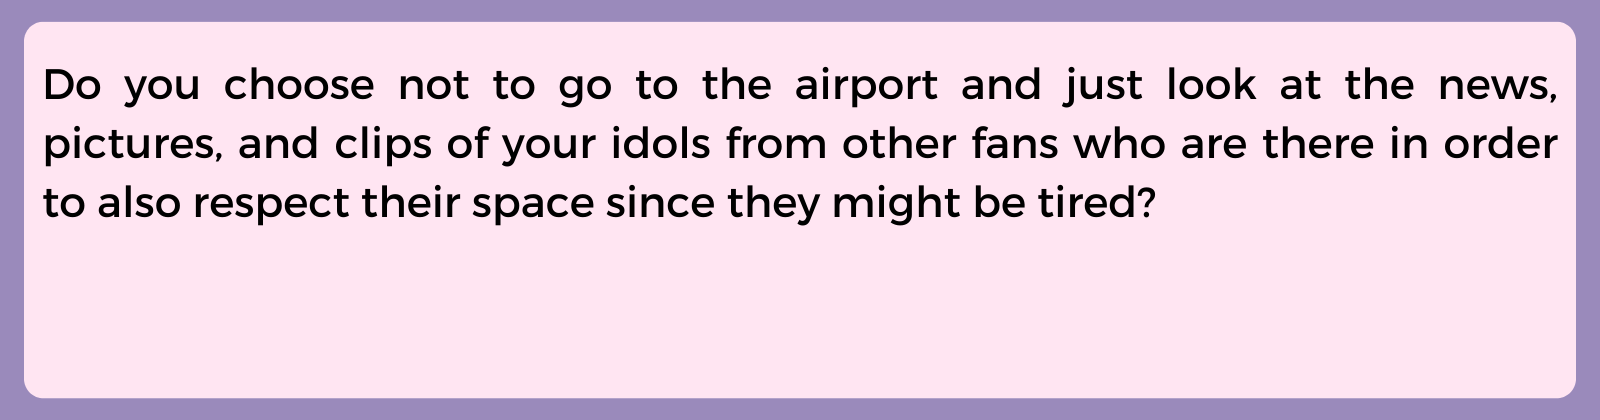 Do you choose not to go to the airport and just look at the news,
pictures, and clips of your idols from other fans who are there in order
to also respect their space since they might be tired?